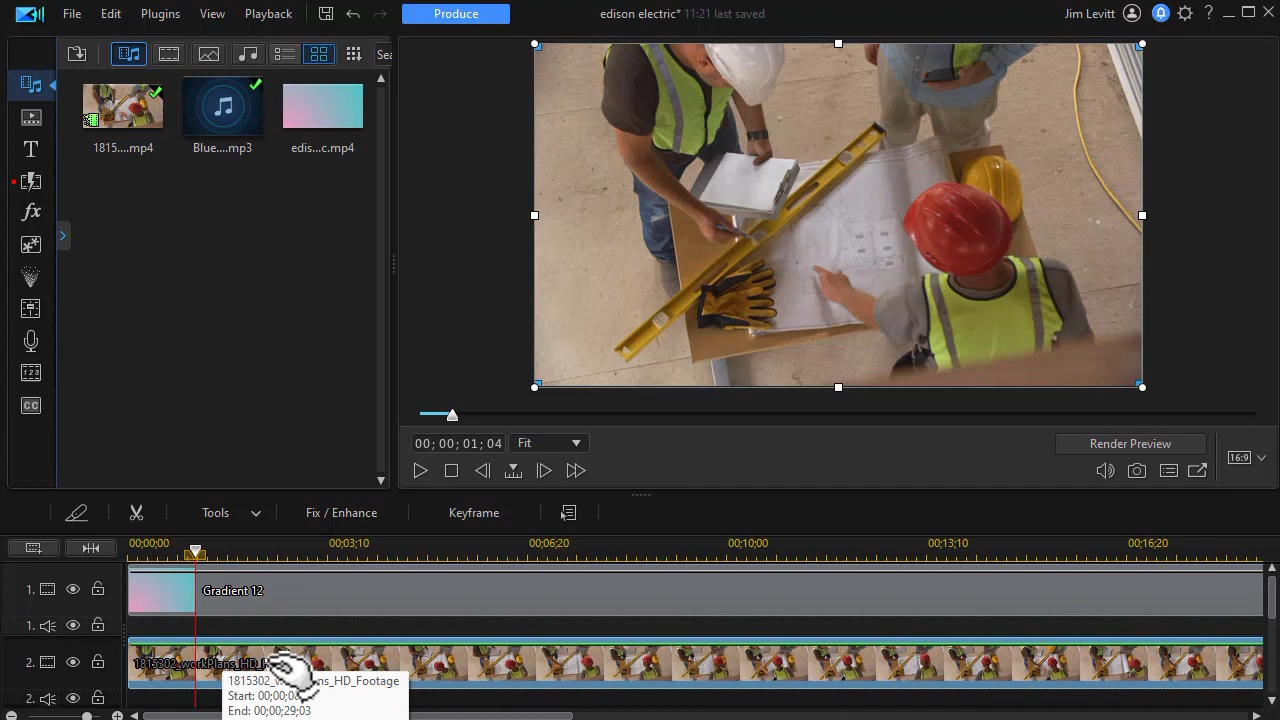 File Edit Plugins View Playback Produce edison electric* 11:21 last saved Jim Levitt
Sea
1815....mp4 Blue....mp3 edis...c.mp4
T
fx
CC
00; 00; 01; 04 Fit Render Preview
16:9
Tools Fix / Enhance Keyframe
00;00;00 00;03;10 00;06;20 00;10;00 00;13;10 00;16;20
1. Gradient 12
1.
2.
Start: 00;00;0
End: 00;00;29;03
2.